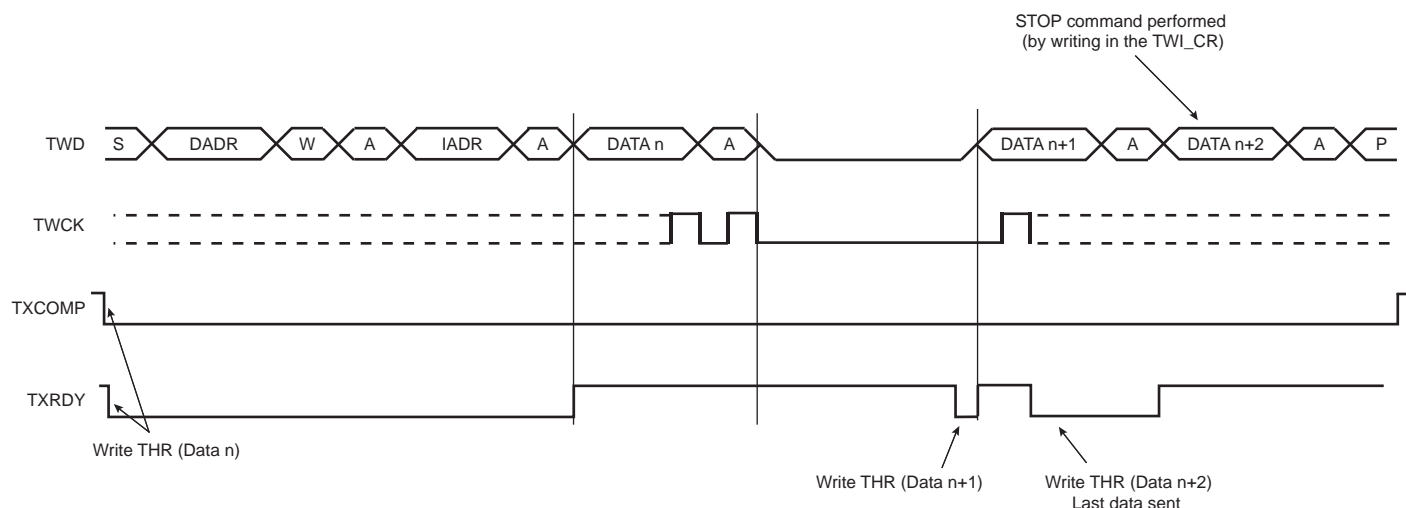 STOP command performed
(by writing in the TWI_CR)
TWD S DADR W A IADR A DATA n A DATA n+1 A DATA n+2 A P
TWCK
TXCOMP
TXRDY
Write THR (Data n)
Write THR (Data n+1)
Write THR (Data n+2)
Last data sent